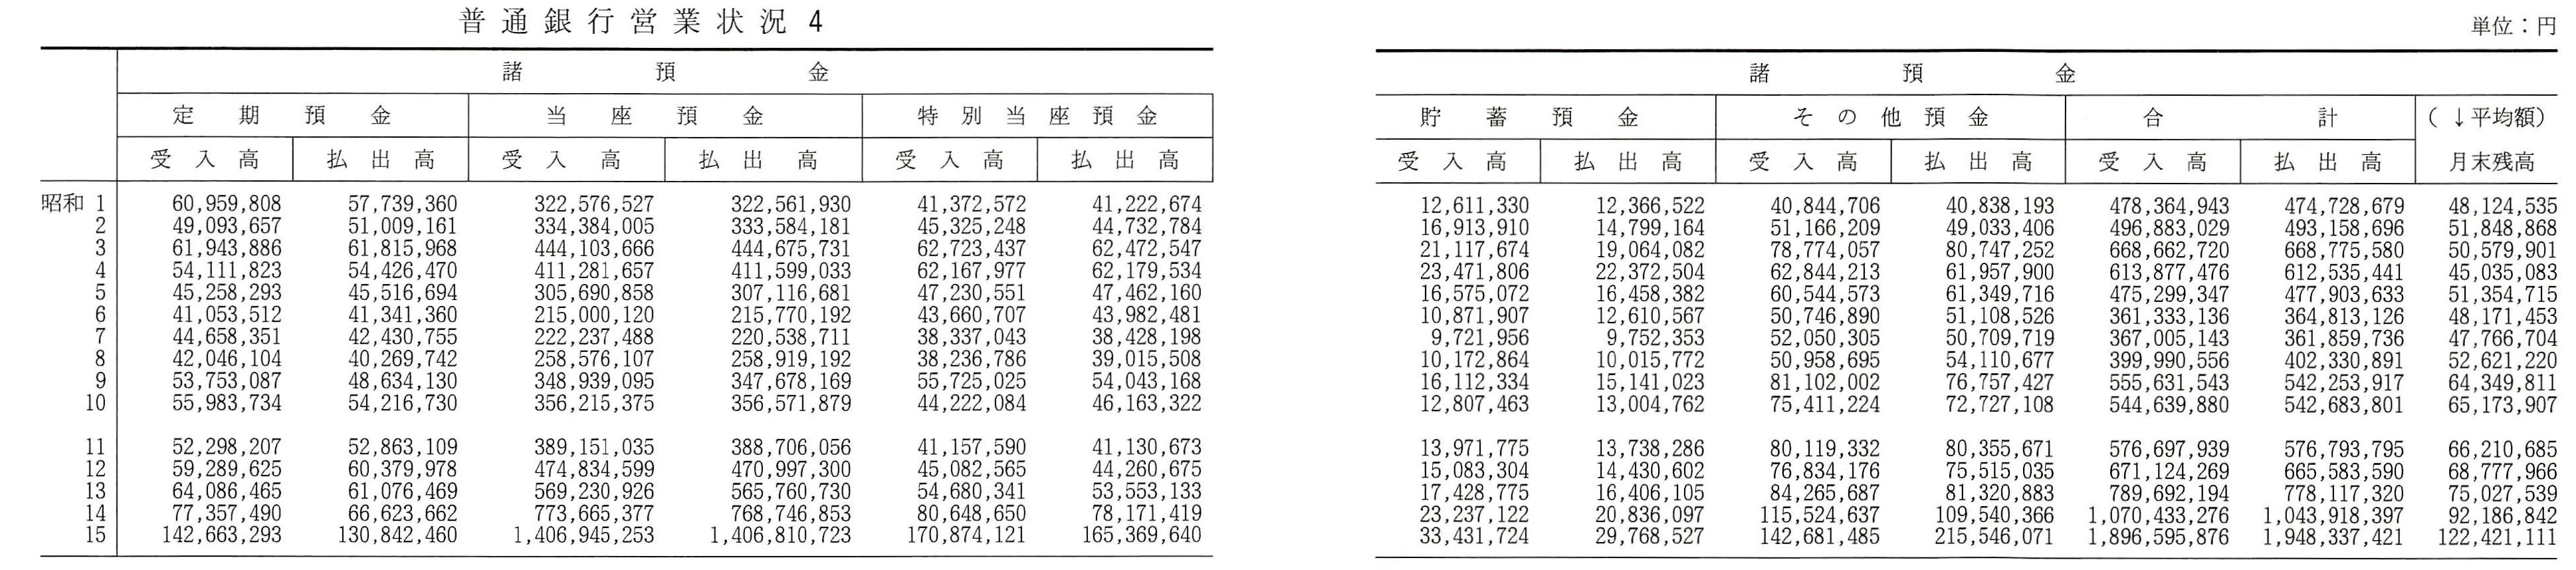 普通銀行営業状況 4
単位：円
諸預金
諸預金
定期預金 当座預金 特別当座預金 貯蓄預金 その他預金 合計 (↓平均額)
受入高 払出高 受入高 払出高 受入高 払出高 受入高 払出高 受入高 払出高 受入高 払出高 月末残高
昭和 1 60,959,808 57,739,360 322,576,527 322,561,930 41,372,572 41,222,674 12,611,330 12,366,522 40,844,706 40,838,193 478,364,943 474,728,679 48,124,535
2 49,093,657 51,009,161 334,384,005 333,584,181 45,325,248 44,732,784 16,913,910 14,799,164 51,166,209 49,033,406 496,883,029 493,158,696 51,848,868
3 61,943,886 61,815,968 444,103,666 444,675,731 62,723,437 62,472,547 21,117,674 19,064,082 78,774,057 80,747,252 668,662,720 668,775,580 50,579,901
4 54,111,823 54,426,470 411,281,657 411,599,033 62,167,977 62,179,534 23,471,806 22,372,504 62,844,213 61,957,900 613,877,476 612,535,441 45,035,083
5 45,258,293 45,516,694 305,690,858 307,116,681 47,230,551 47,462,160 16,575,072 16,458,382 60,544,573 61,349,716 475,299,347 477,903,633 51,354,715
6 41,053,512 41,341,360 215,000,120 215,770,192 43,660,707 43,982,481 10,871,907 12,610,567 50,746,890 51,108,526 361,333,136 364,813,126 48,171,453
7 44,658,351 42,430,755 222,237,488 220,538,711 38,337,043 38,428,198 9,721,956 9,752,353 52,050,305 50,709,719 367,005,143 361,859,736 47,766,704
8 42,046,104 40,269,742 258,576,107 258,919,192 38,236,786 39,015,508 10,172,864 10,015,772 50,958,695 54,110,677 399,990,556 402,330,891 52,621,220
9 53,753,087 48,634,130 348,939,095 347,678,169 55,725,025 54,043,168 16,112,334 15,141,023 81,102,002 76,757,427 555,631,543 542,253,917 64,349,811
10 55,983,734 54,216,730 356,215,375 356,571,879 44,222,084 46,163,322 12,807,463 13,004,762 75,411,224 72,727,108 544,639,880 542,683,801 65,173,907
11 52,298,207 52,863,109 389,151,035 388,706,056 41,157,590 41,130,673 13,971,775 13,738,286 80,119,332 80,355,671 576,697,939 576,793,795 66,210,685
12 59,289,625 60,379,978 474,834,599 470,997,300 45,082,565 44,260,675 15,083,304 14,430,602 76,834,176 75,515,035 671,124,269 665,583,590 68,777,966
13 64,086,465 61,076,469 569,230,926 565,760,730 54,680,341 53,553,133 17,428,775 16,406,105 84,265,687 81,320,883 789,692,194 778,117,320 75,027,539
14 77,357,490 66,623,662 773,665,377 768,746,853 80,648,650 78,171,419 23,237,122 20,836,097 115,524,637 109,540,366 1,070,433,276 1,043,918,397 92,186,842
15 142,663,293 130,842,460 1,406,945,253 1,406,810,723 170,874,121 165,369,640 33,431,724 29,768,527 142,681,485 215,546,071 1,896,595,876 1,948,337,421 122,421,111